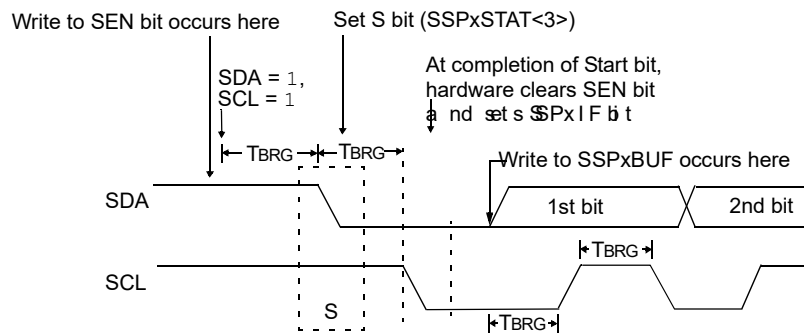 Write to SEN bit occurs here
Set S bit (SSPxSTAT<3>)
SDA = 1,
SCL = 1
At completion of Start bit,
hardware clears SEN bit
and sets SSPxIF bit
TBRG
TBRG
Write to SSPxBUF occurs here
SDA
1st bit
2nd bit
TBRG
SCL
S
TBRG